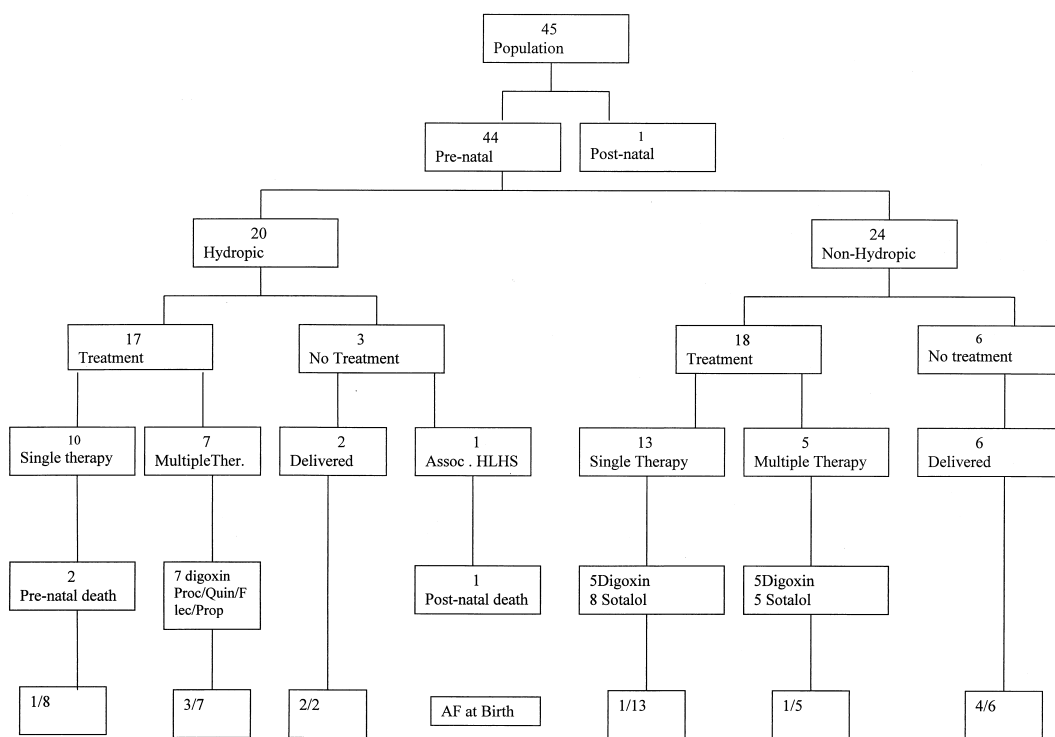 45
Population
44
Pre-natal
1
Post-natal
20
Hydropic
24
Non-Hydropic
17
Treatment
3
No Treatment
18
Treatment
6
No treatment
10
Single therapy
7
MultipleTher.
2
Delivered
1
Assoc . HLHS
13
Single Therapy
5
Multiple Therapy
6
Delivered
2
Pre-natal death
7 digoxin
Proc/Quin/F
lec/Prop
1
Post-natal death
5Digoxin
8 Sotalol
5Digoxin
5 Sotalol
1/8
3/7
2/2
AF at Birth
1/13
1/5
4/6